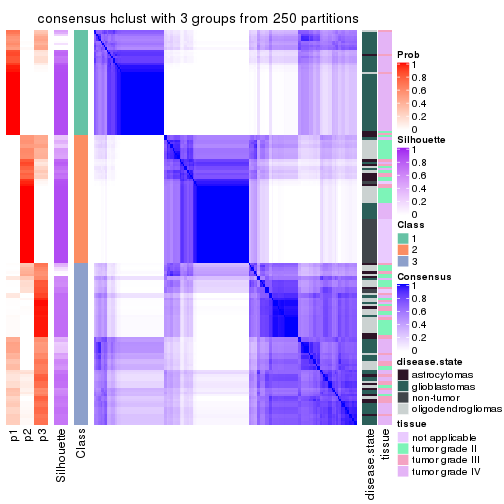 consensus hclust with 3 groups from 250 partitions
Prob
1
0.8
0.6
0.4
0.2
0
Silhouette
1
0.8
0.6
0.4
0.2
0
Class
1
2
3
Consensus
1
0.8
0.6
0.4
0.2
0
disease.state
astrocytomas
glioblastomas
non-tumor
oligodendrogliomas
tissue
not applicable
tumor grade II
tumor grade III
tumor grade IV
p1
p2
p3
Silhouette
Class
disease.state
tissue